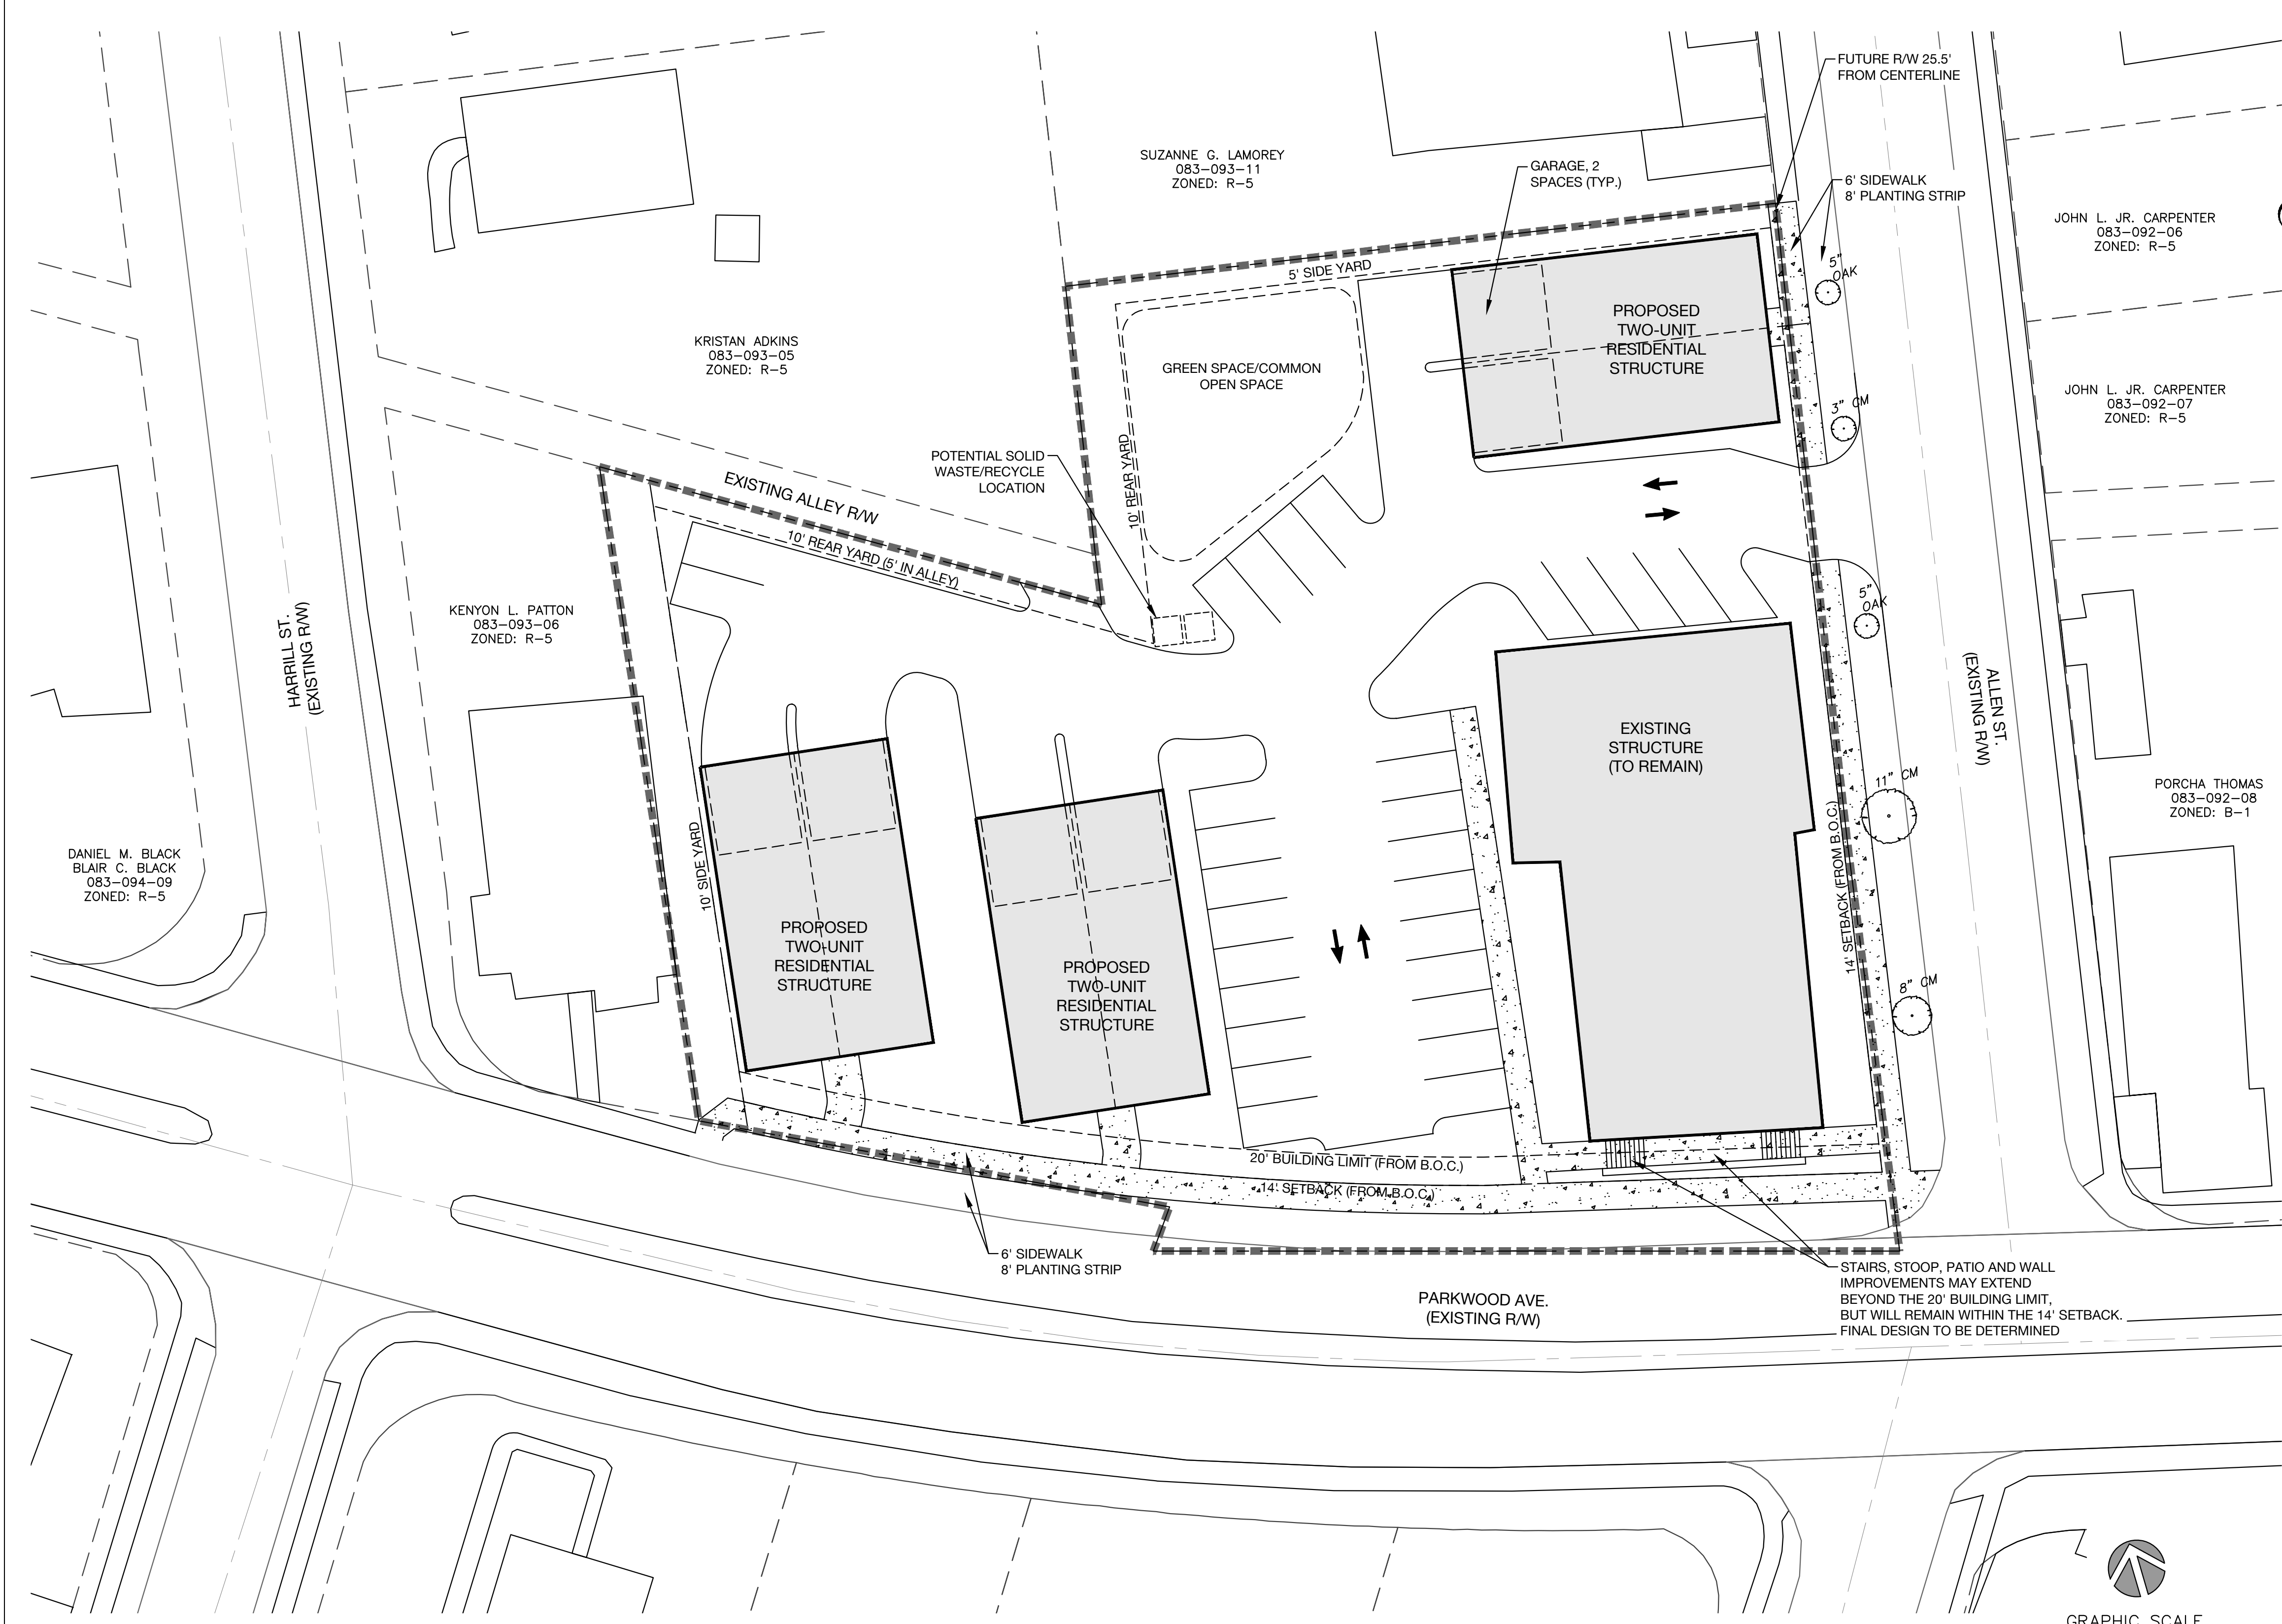 FUTURE R/W 25.5'
FROM CENTERLINE
SUZANNE G. LAMOREY
083-093-11
ZONED: R-5
GARAGE, 2
SPACES (TYP.)
6' SIDEWALK
8' PLANTING STRIP
JOHN L. JR. CARPENTER
083-092-06
ZONED: R-5
5' SIDE YARD
5"
OAK
PROPOSED
TWO-UNIT
RESIDENTIAL
STRUCTURE
KRISTAN ADKINS
083-093-05
ZONED: R-5
GREEN SPACE/COMMON
OPEN SPACE
JOHN L. JR. CARPENTER
083-092-07
ZONED: R-5
3" CM
10' REAR YARD
POTENTIAL SOLID
WASTE/RECYCLE
LOCATION
EXISTING ALLEY R/W
10' REAR YARD (5' IN ALLEY)
5"
OAK
KENYON L. PATTON
083-093-06
ZONED: R-5
HARRILL ST.
(EXISTING R/W)
ALLEN ST.
(EXISTING R/W)
EXISTING
STRUCTURE
(TO REMAIN)
11" CM
PORCHA THOMAS
083-092-08
ZONED: B-1
DANIEL M. BLACK
BLAIR C. BLACK
083-094-09
ZONED: R-5
10' SIDE YARD
14' SETBACK (FROM B.O.C.)
PROPOSED
TWO-UNIT
RESIDENTIAL
STRUCTURE
PROPOSED
TWO-UNIT
RESIDENTIAL
STRUCTURE
8" CM
20' BUILDING LIMIT (FROM B.O.C.)
14' SETBACK (FROM B.O.C.)
6' SIDEWALK
8' PLANTING STRIP
STAIRS, STOOP, PATIO AND WALL
IMPROVEMENTS MAY EXTEND
BEYOND THE 20' BUILDING LIMIT,
BUT WILL REMAIN WITHIN THE 14' SETBACK.
FINAL DESIGN TO BE DETERMINED
PARKWOOD AVE.
(EXISTING R/W)
GRAPHIC SCALE